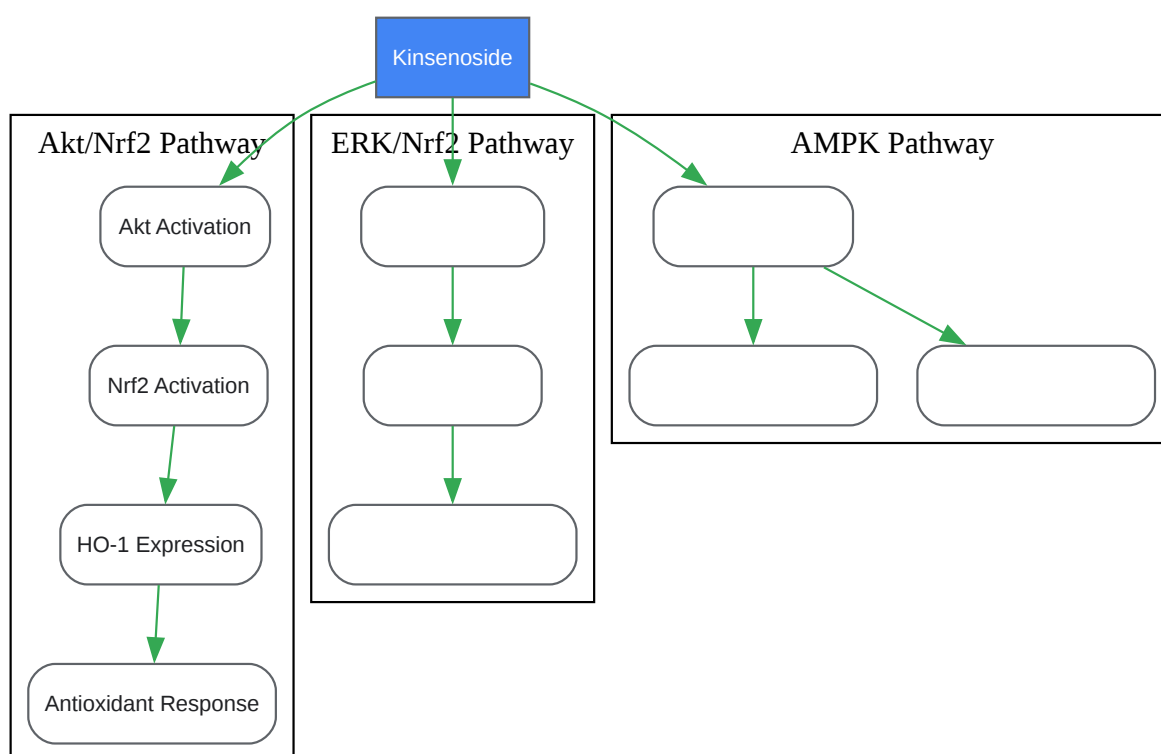 Kinsenoside
Akt/Nrf2 Pathway
ERK/Nrf2 Pathway
AMPK Pathway
Akt Activation
Nrf2 Activation
HO-1 Expression
Antioxidant Response